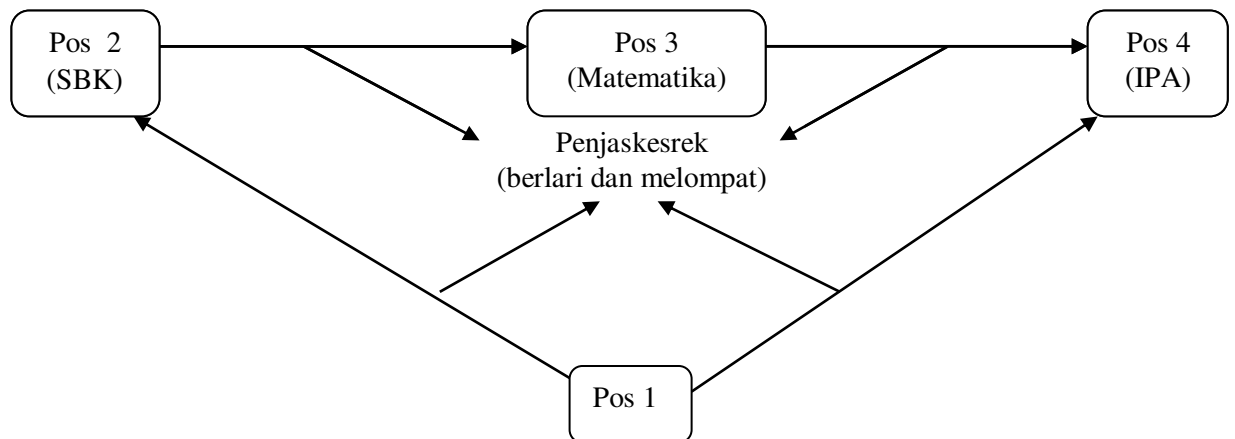 Pos 2
(SBK)
Pos 3
(Matematika)
Pos 4
(IPA)
Penjaskesrek
(berlari dan melompat)
Pos 1